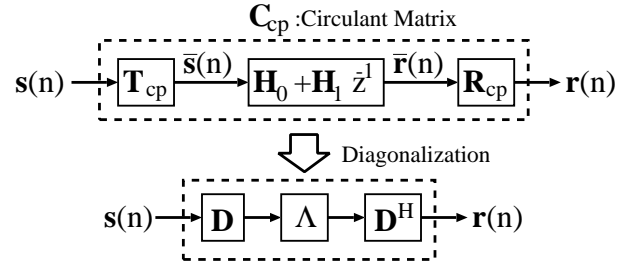 C_cp :Circulant Matrix
s(n) T_cp s̄(n) H_0 +H_1 z^-1 r̄(n) R_cp r(n)
Diagonalization
s(n) D Λ D^H r(n)